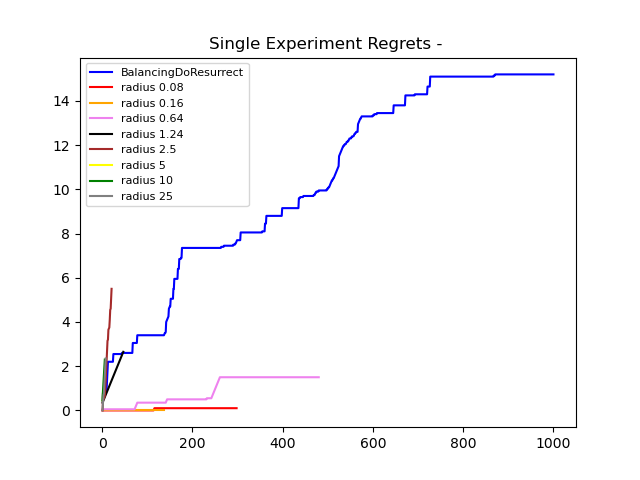 Single Experiment Regrets -
BalancingDoResurrect
radius 0.08
radius 0.16
radius 0.64
radius 1.24
radius 2.5
radius 5
radius 10
radius 25
14
12
10
8
6
4
2
0
0 200 400 600 800 1000